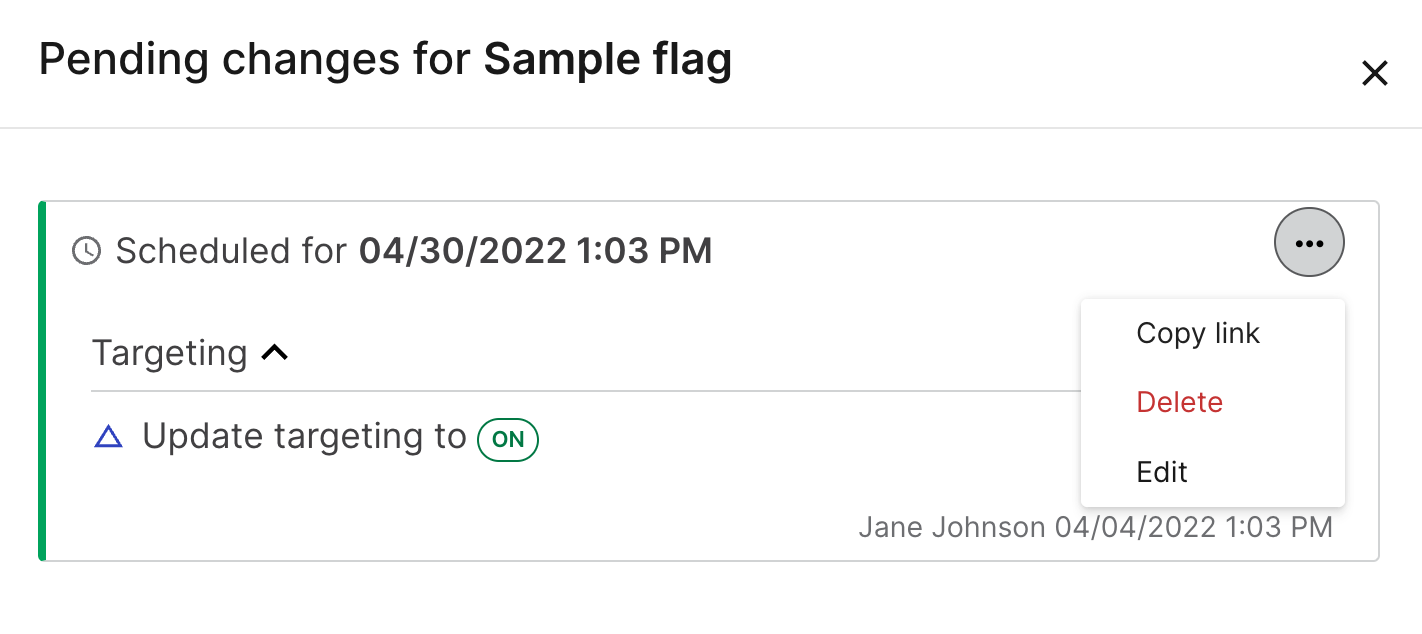 Pending changes for Sample flag
Scheduled for 04/30/2022 1:03 PM
Copy link
Targeting
Delete
Update targeting to ON
Edit
Jane Johnson 04/04/2022 1:03 PM